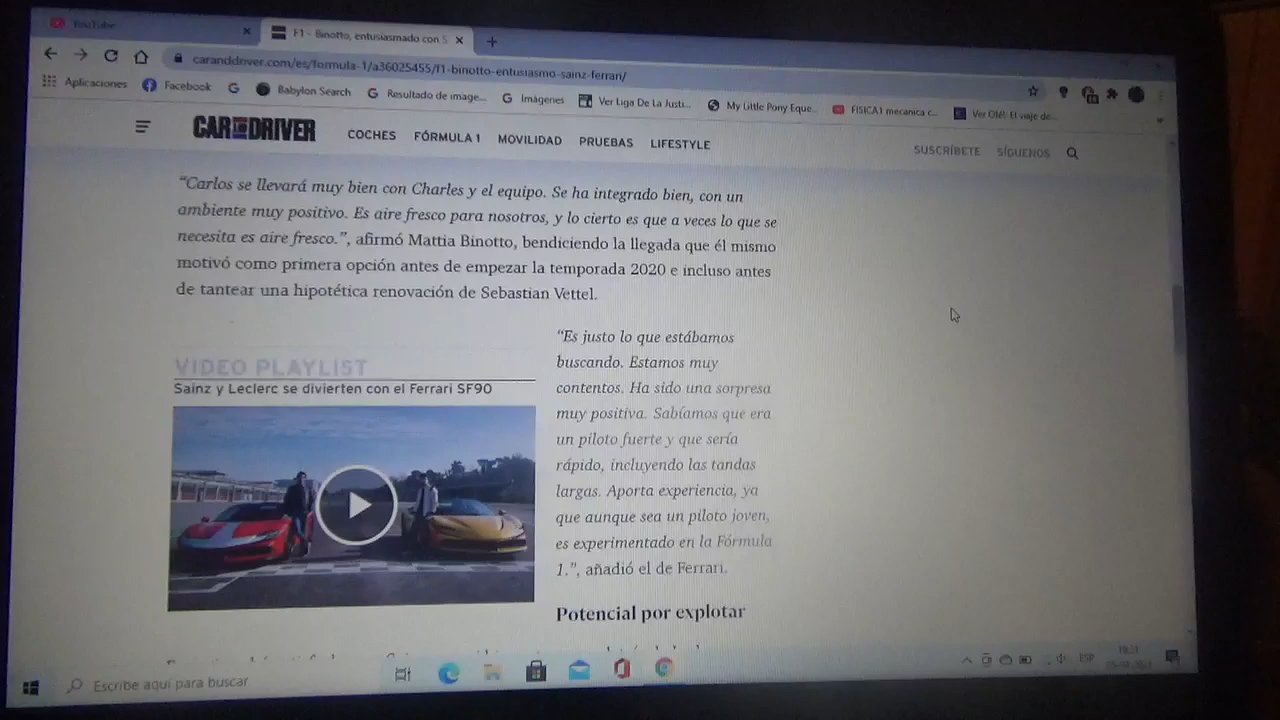 YouTube
F1 - Binotto, entusiasmado con S
caranddriver.com/es/formula-1/a36025455/f1-binotto-entusiasmo-sainz-ferrari/
Aplicaciones Facebook Babylon Search Resultado de image... Imágenes Ver Liga De La Justi... My Little Pony Eque... FISICA1 mecanica c... Ver Olé! El viaje de...
CAR AND DRIVER COCHES FÓRMULA 1 MOVILIDAD PRUEBAS LIFESTYLE SUSCRÍBETE SÍGUENOS
“Carlos se llevará muy bien con Charles y el equipo. Se ha integrado bien, con un
ambiente muy positivo. Es aire fresco para nosotros, y lo cierto es que a veces lo que se
necesita es aire fresco.”, afirmó Mattia Binotto, bendiciendo la llegada que él mismo
motivó como primera opción antes de empezar la temporada 2020 e incluso antes
de tantear una hipotética renovación de Sebastian Vettel.
VIDEO PLAYLIST
Sainz y Leclerc se divierten con el Ferrari SF90
“Es justo lo que estábamos
buscando. Estamos muy
contentos. Ha sido una sorpresa
muy positiva. Sabíamos que era
un piloto fuerte y que sería
rápido, incluyendo las tandas
largas. Aporta experiencia, ya
que aunque sea un piloto joven,
es experimentado en la Fórmula
1.”, añadió el de Ferrari.
Potencial por explotar
Escribe aquí para buscar
ESP